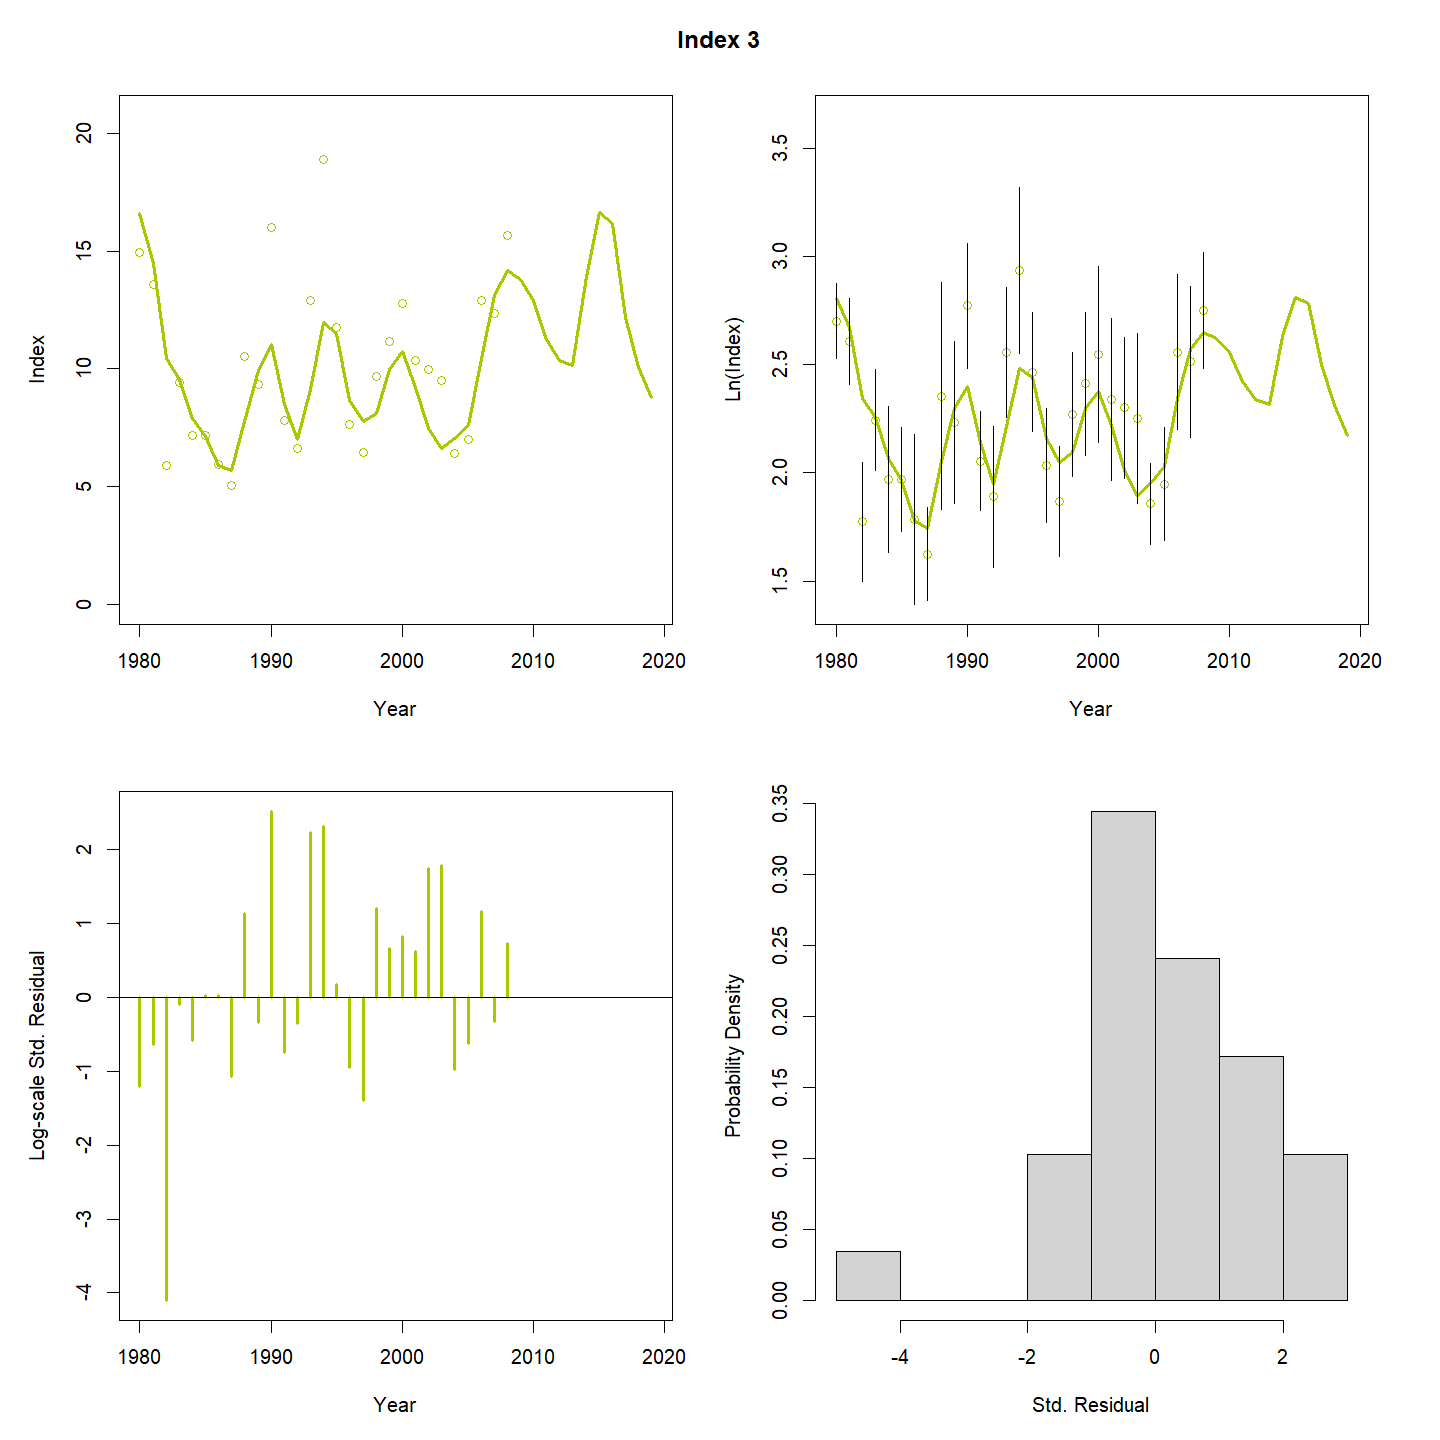 Index 3
Index
20
15
10
5
0
1980 1990 2000 2010 2020
Year
Ln(Index)
3.5
3.0
2.5
2.0
1.5
1980 1990 2000 2010 2020
Year
Log-scale Std. Residual
2
1
0
-1
-2
-3
-4
1980 1990 2000 2010 2020
Year
Probability Density
0.35
0.30
0.25
0.20
0.15
0.10
0.05
0.00
-4 -2 0 2
Std. Residual